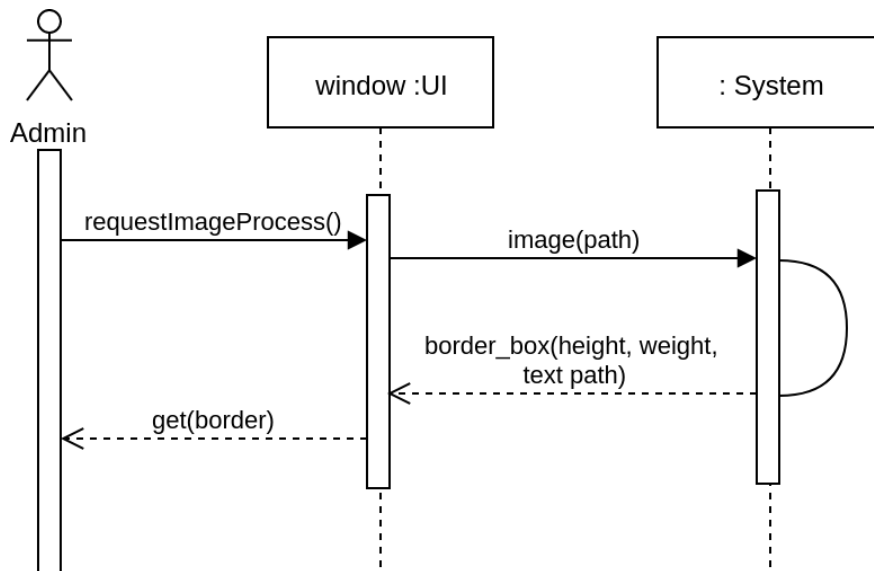 window :UI
: System
Admin
requestImageProcess()
image(path)
border_box(height, weight,
text path)
get(border)